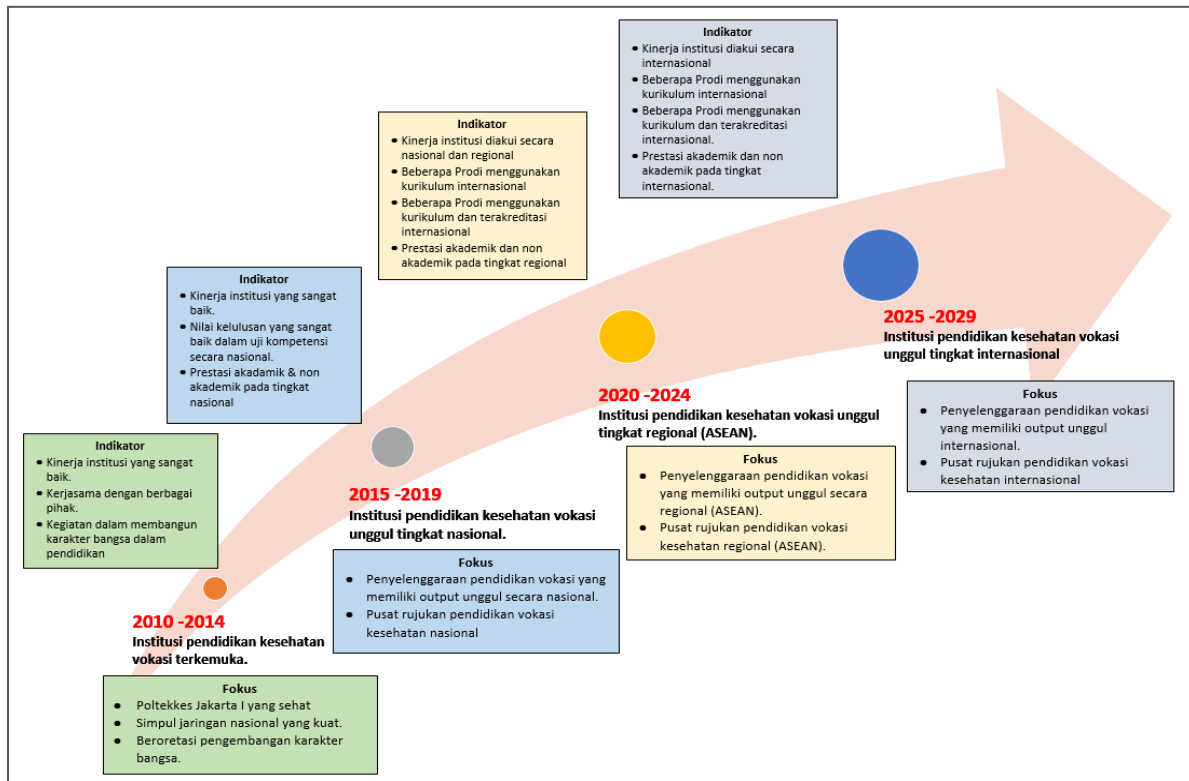 Indikator
• Kinerja institusi yang sangat
baik.
• Kerjasama dengan berbagai
pihak.
• Kegiatan dalam membangun
karakter bangsa dalam
pendidikan
2010 -2014
Institusi pendidikan kesehatan
vokasi terkemuka.
Fokus
• Poltekkes Jakarta I yang sehat
• Simpul jaringan nasional yang kuat.
• Beroretasi pengembangan karakter
bangsa.
Indikator
• Kinerja institusi yang sangat
baik.
• Nilai kelulusan yang sangat
baik dalam uji kompetensi
secara nasional.
• Prestasi akadamik & non
akademik pada tingkat
nasional
2015 -2019
Institusi pendidikan kesehatan vokasi
unggul tingkat nasional.
Fokus
• Penyelenggaraan pendidikan vokasi yang
memiliki output unggul secara nasional.
• Pusat rujukan pendidikan vokasi
kesehatan nasional
Indikator
• Kinerja institusi diakui secara
nasional dan regional
• Beberapa Prodi menggunakan
kurikulum internasional
• Beberapa Prodi menggunakan
kurikulum dan terakreditasi
internasional
• Prestasi akademik dan non
akademik pada tingkat regional
2020 -2024
Institusi pendidikan kesehatan vokasi unggul
tingkat regional (ASEAN).
Fokus
• Penyelenggaraan pendidikan vokasi
yang memiliki output unggul secara
regional (ASEAN).
• Pusat rujukan pendidikan vokasi
kesehatan regional (ASEAN).
Indikator
• Kinerja institusi diakui secara
internasional
• Beberapa Prodi menggunakan
kurikulum internasional
• Beberapa Prodi menggunakan
kurikulum dan terakreditasi
internasional.
• Prestasi akademik dan non
akademik pada tingkat
internasional.
2025 -2029
Institusi pendidikan kesehatan vokasi
unggul tingkat internasional
Fokus
• Penyelenggaraan pendidikan vokasi
yang memiliki output unggul
internasional.
• Pusat rujukan pendidikan vokasi
kesehatan internasional